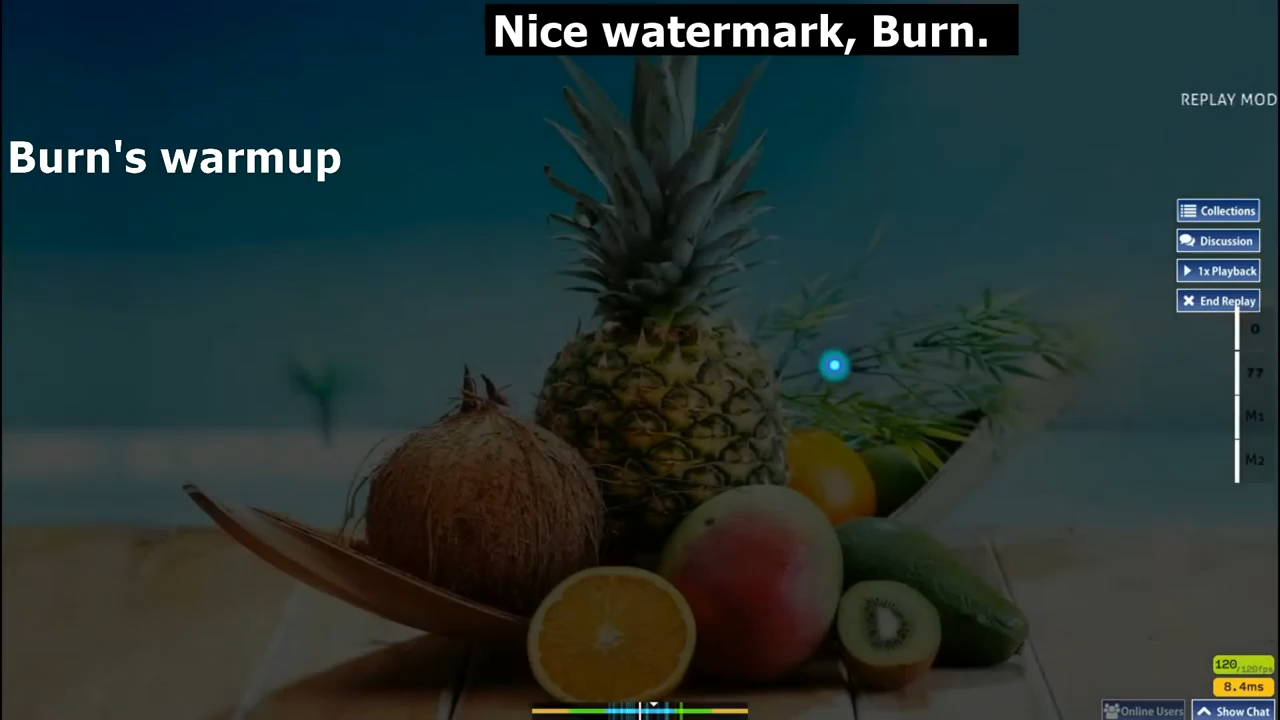 Nice watermark, Burn.
REPLAY MOD
Burn's warmup
Collections
Discussion
1x Playback
End Replay
0
77
M1
M2
120/120fps
8.4ms
Online Users
Show Chat